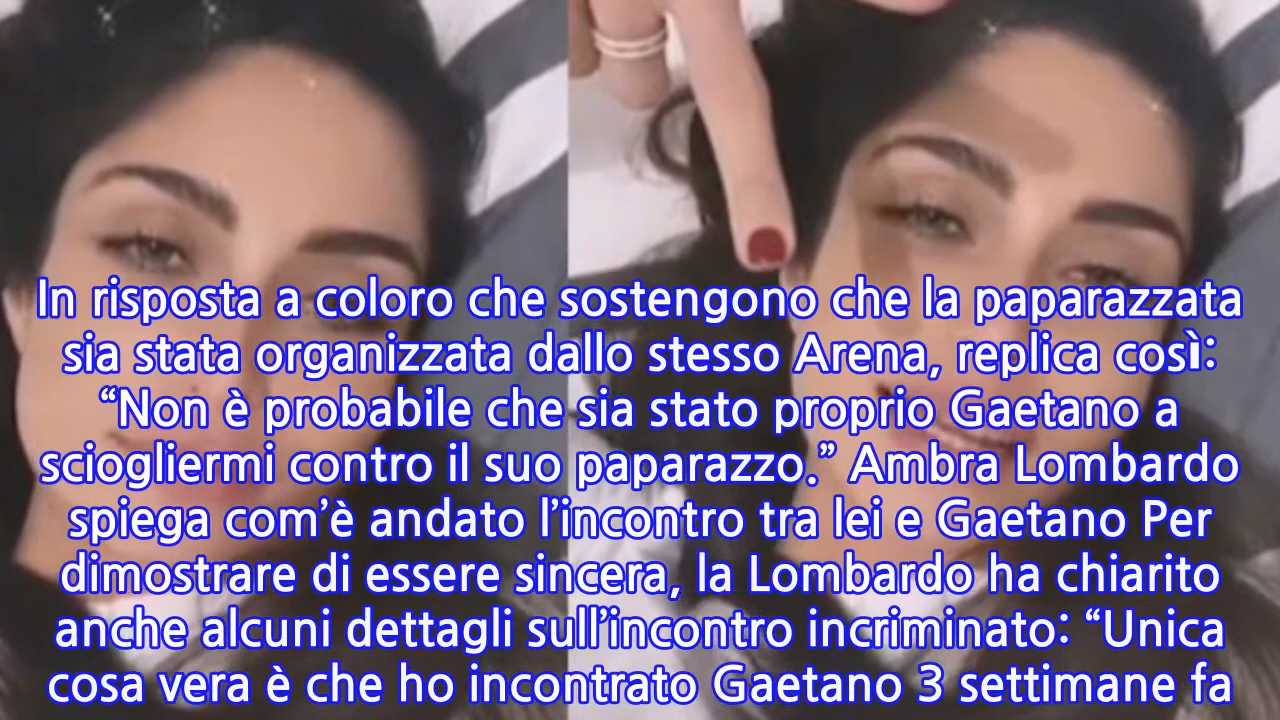 In risposta a coloro che sostengono che la paparazzata
sia stata organizzata dallo stesso Arena, replica così:
“Non è probabile che sia stato proprio Gaetano a
sciogliermi contro il suo paparazzo.” Ambra Lombardo
spiega com’è andato l’incontro tra lei e Gaetano Per
dimostrare di essere sincera, la Lombardo ha chiarito
anche alcuni dettagli sull’incontro incriminato: “Unica
cosa vera è che ho incontrato Gaetano 3 settimane fa